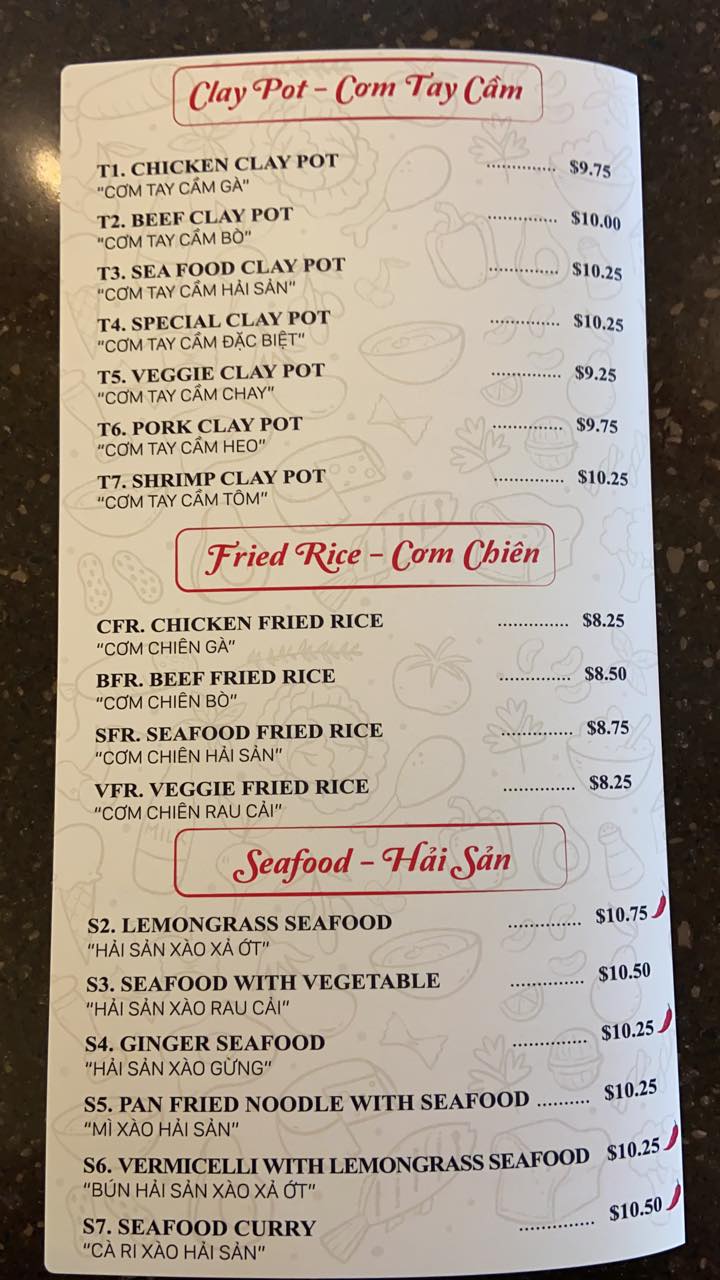 Clay Pot - Cơm Tay Cầm
T1. CHICKEN CLAY POT .............. $9.75
"CƠM TAY CẦM GÀ"
T2. BEEF CLAY POT .............. $10.00
"CƠM TAY CẦM BÒ"
T3. SEA FOOD CLAY POT .............. $10.25
"CƠM TAY CẦM HẢI SẢN"
T4. SPECIAL CLAY POT .............. $10.25
"CƠM TAY CẦM ĐẶC BIỆT"
T5. VEGGIE CLAY POT .............. $9.25
"CƠM TAY CẦM CHAY"
T6. PORK CLAY POT .............. $9.75
"CƠM TAY CẦM HEO"
T7. SHRIMP CLAY POT .............. $10.25
"CƠM TAY CẦM TÔM"
Fried Rice - Cơm Chiên
CFR. CHICKEN FRIED RICE .............. $8.25
"CƠM CHIÊN GÀ"
BFR. BEEF FRIED RICE .............. $8.50
"CƠM CHIÊN BÒ"
SFR. SEAFOOD FRIED RICE .............. $8.75
"CƠM CHIÊN HẢI SẢN"
VFR. VEGGIE FRIED RICE .............. $8.25
"CƠM CHIÊN RAU CẢI"
Seafood - Hải Sản
S2. LEMONGRASS SEAFOOD .............. $10.75
"HẢI SẢN XÀO XẢ ỚT"
S3. SEAFOOD WITH VEGETABLE .............. $10.50
"HẢI SẢN XÀO RAU CẢI"
S4. GINGER SEAFOOD .............. $10.25
"HẢI SẢN XÀO GỪNG"
S5. PAN FRIED NOODLE WITH SEAFOOD .......... $10.25
"MÌ XÀO HẢI SẢN"
S6. VERMICELLI WITH LEMONGRASS SEAFOOD $10.25
"BÚN HẢI SẢN XÀO XẢ ỚT"
S7. SEAFOOD CURRY .............. $10.50
"CÀ RI XÀO HẢI SẢN"